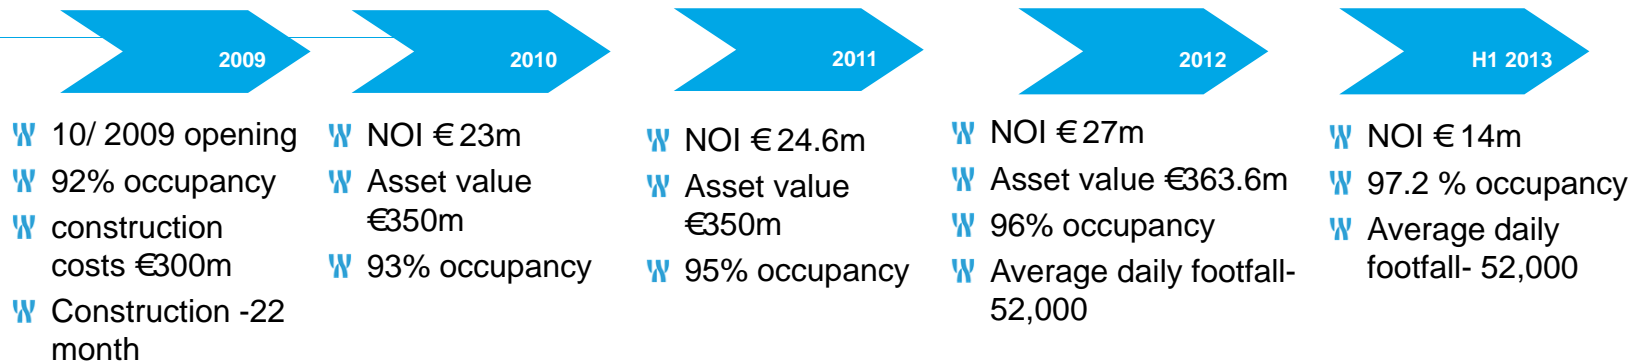 2009
10/ 2009 opening
92% occupancy
construction
costs €300m
Construction -22
month
2010
NOI € 23m
Asset value
€350m
93% occupancy
2011
NOI € 24.6m
Asset value
€350m
95% occupancy
2012
NOI € 27m
Asset value €363.6m
96% occupancy
Average daily footfall-
52,000
H1 2013
NOI € 14m
97.2 % occupancy
Average daily
footfall- 52,000